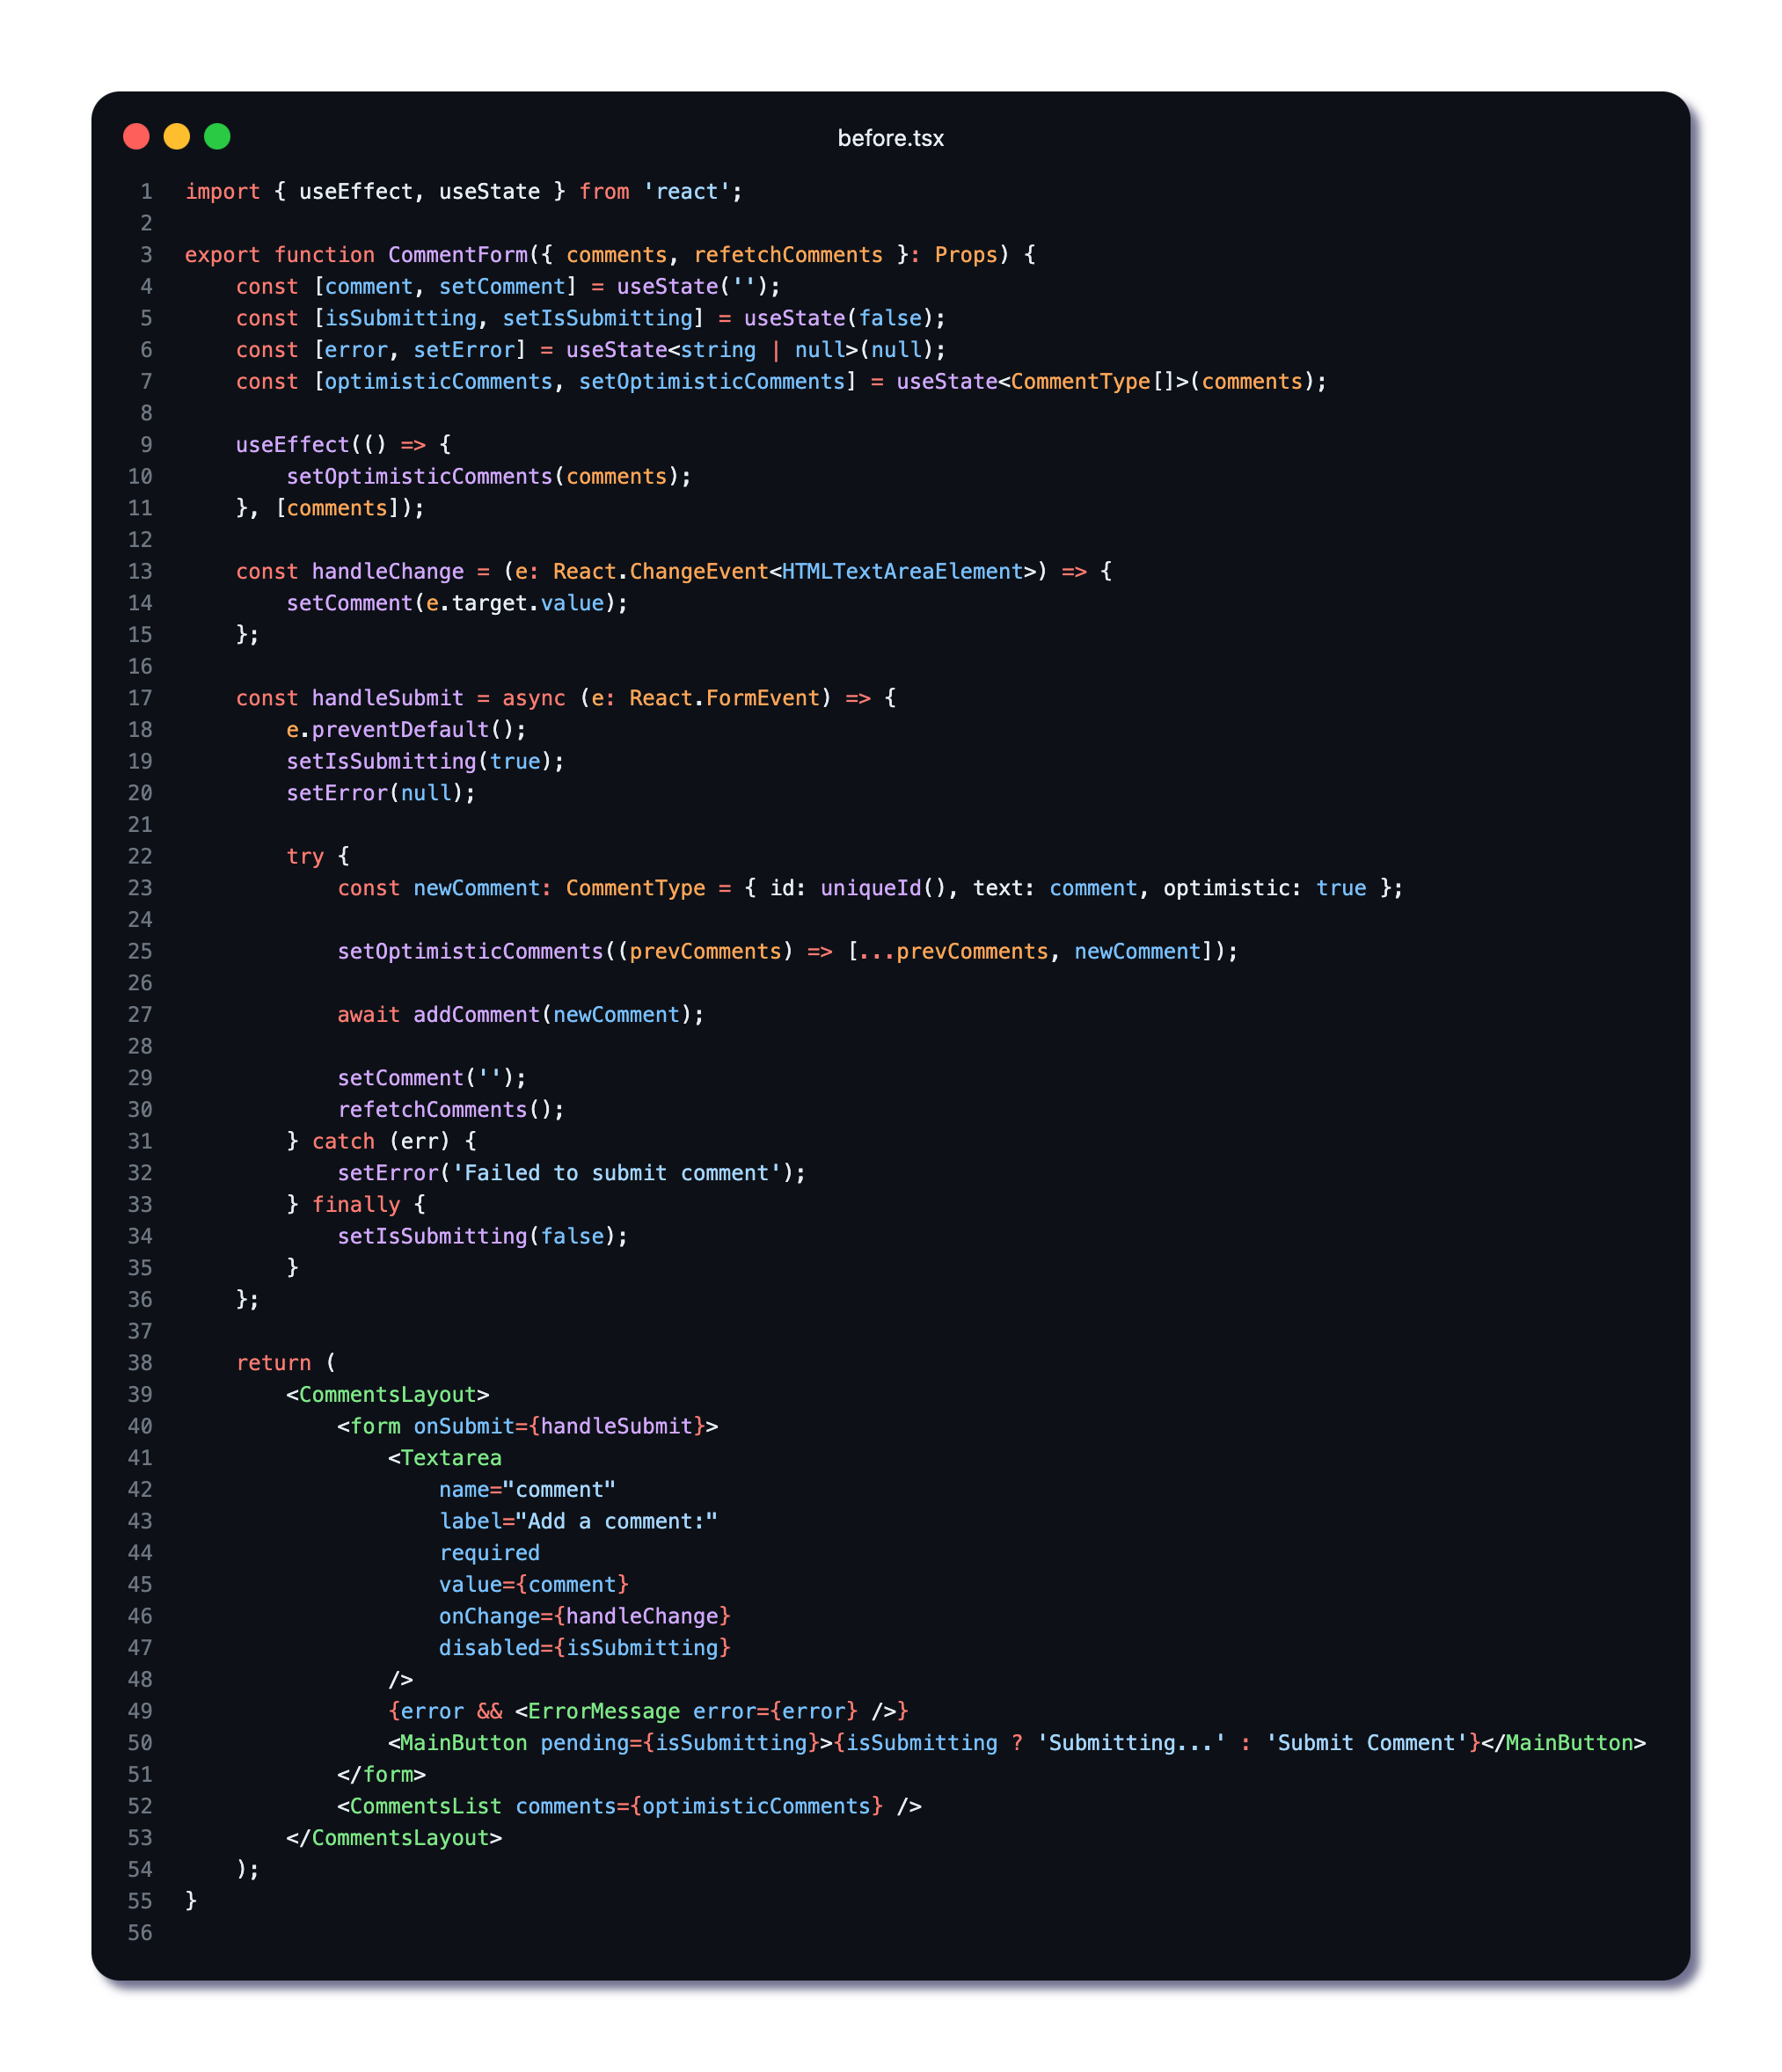 before.tsx
1 import { useEffect, useState } from 'react';
2
3 export function CommentForm({ comments, refetchComments }: Props) {
4     const [comment, setComment] = useState('');
5     const [isSubmitting, setIsSubmitting] = useState(false);
6     const [error, setError] = useState<string | null>(null);
7     const [optimisticComments, setOptimisticComments] = useState<CommentType[]>(comments);
8
9     useEffect(() => {
10         setOptimisticComments(comments);
11     }, [comments]);
12
13     const handleChange = (e: React.ChangeEvent<HTMLTextAreaElement>) => {
14         setComment(e.target.value);
15     };
16
17     const handleSubmit = async (e: React.FormEvent) => {
18         e.preventDefault();
19         setIsSubmitting(true);
20         setError(null);
21
22         try {
23             const newComment: CommentType = { id: uniqueId(), text: comment, optimistic: true };
24
25             setOptimisticComments((prevComments) => [...prevComments, newComment]);
26
27             await addComment(newComment);
28
29             setComment('');
30             refetchComments();
31         } catch (err) {
32             setError('Failed to submit comment');
33         } finally {
34             setIsSubmitting(false);
35         }
36     };
37
38     return (
39         <CommentsLayout>
40             <form onSubmit={handleSubmit}>
41                 <Textarea
42                     name="comment"
43                     label="Add a comment:"
44                     required
45                     value={comment}
46                     onChange={handleChange}
47                     disabled={isSubmitting}
48                 />
49                 {error && <ErrorMessage error={error} />}
50                 <MainButton pending={isSubmitting}>{isSubmitting ? 'Submitting...' : 'Submit Comment'}</MainButton>
51             </form>
52             <CommentsList comments={optimisticComments} />
53         </CommentsLayout>
54     );
55 }
56